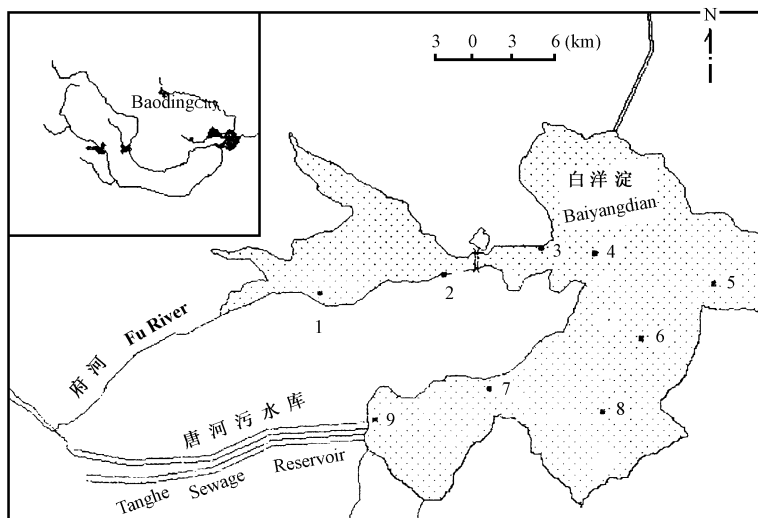 N
3 0 3 6 (km)
Baodingcity
白洋淀
Baiyangdian
3
4
5
2
1
Fu River
府河
6
7
8
9
唐河污水库
Tanghe Sewage Reservoir